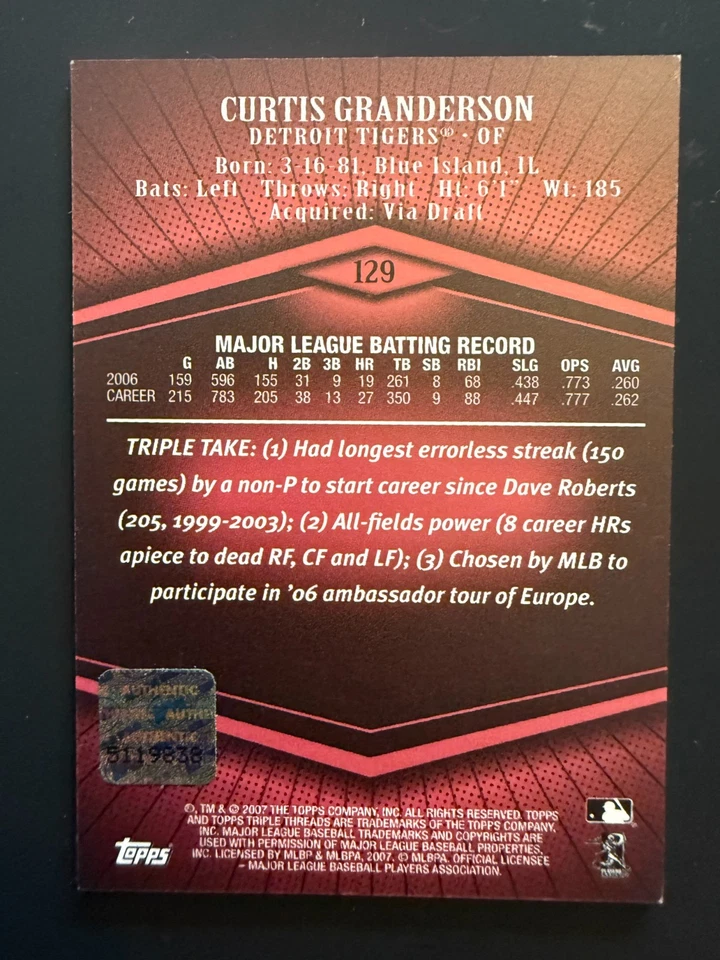 CURTIS GRANDERSON
DETROIT TIGERS® · OF
Born: 3-16-81, Blue Island, IL
Bats: Left Throws: Right Ht: 6'1" Wt: 185
Acquired: Via Draft
129
MAJOR LEAGUE BATTING RECORD
G AB H 2B 3B HR TB SB RBI SLG OPS AVG
2006 159 596 155 31 9 19 261 8 68 .438 .773 .260
CAREER 215 783 205 38 13 27 350 9 88 .447 .777 .262
TRIPLE TAKE: (1) Had longest errorless streak (150
games) by a non-P to start career since Dave Roberts
(205, 1999-2003); (2) All-fields power (8 career HRs
apiece to dead RF, CF and LF); (3) Chosen by MLB to
participate in '06 ambassador tour of Europe.
AUTHENTIC
AUTHE
AUTHENTIC
5119838
®, TM & © 2007 THE TOPPS COMPANY, INC. ALL RIGHTS RESERVED. TOPPS
AND TOPPS TRIPLE THREADS ARE TRADEMARKS OF THE TOPPS COMPANY,
INC. MAJOR LEAGUE BASEBALL TRADEMARKS AND COPYRIGHTS ARE
USED WITH PERMISSION OF MAJOR LEAGUE BASEBALL PROPERTIES,
INC. LICENSED BY MLBP & MLBPA, 2007. © MLBPA. OFFICIAL LICENSEE
– MAJOR LEAGUE BASEBALL PLAYERS ASSOCIATION.
topps